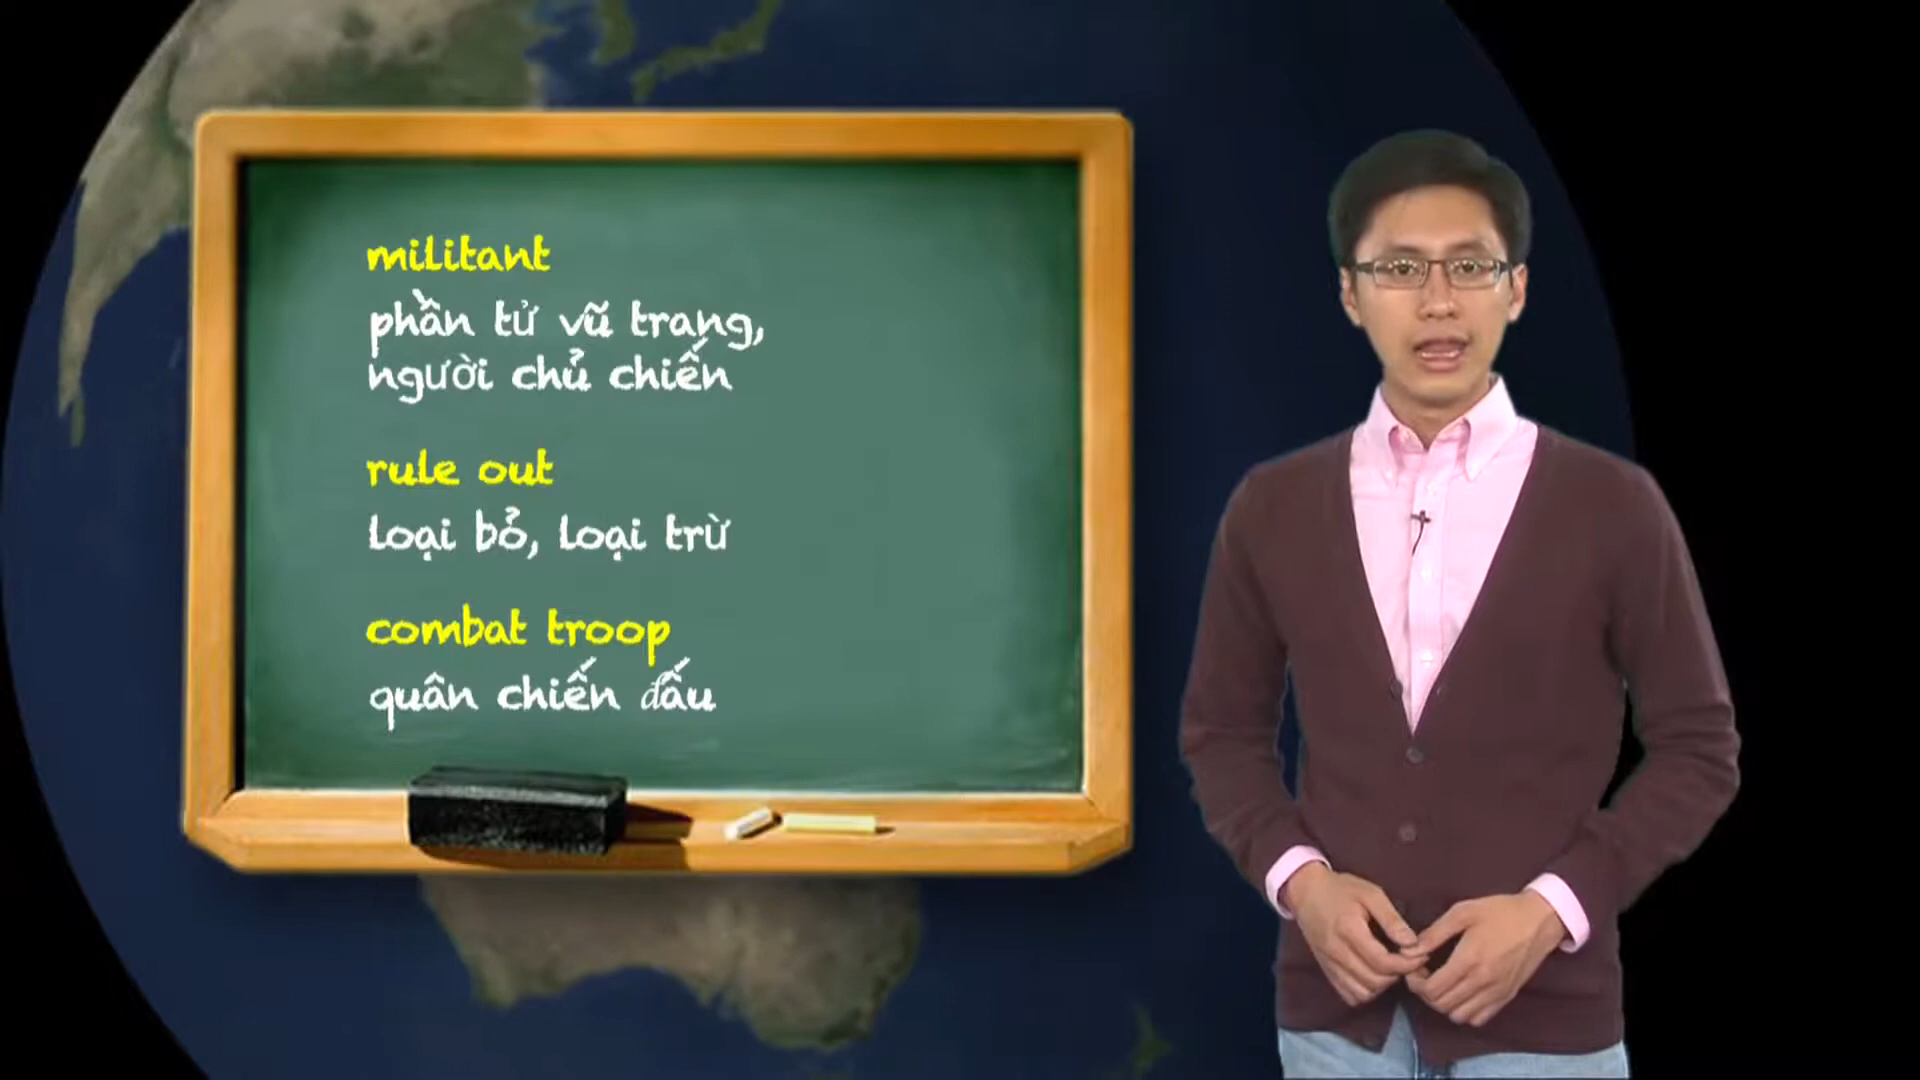 militant
phần tử vũ trang,
người chủ chiến
rule out
loại bỏ, loại trừ
combat troop
quân chiến đấu